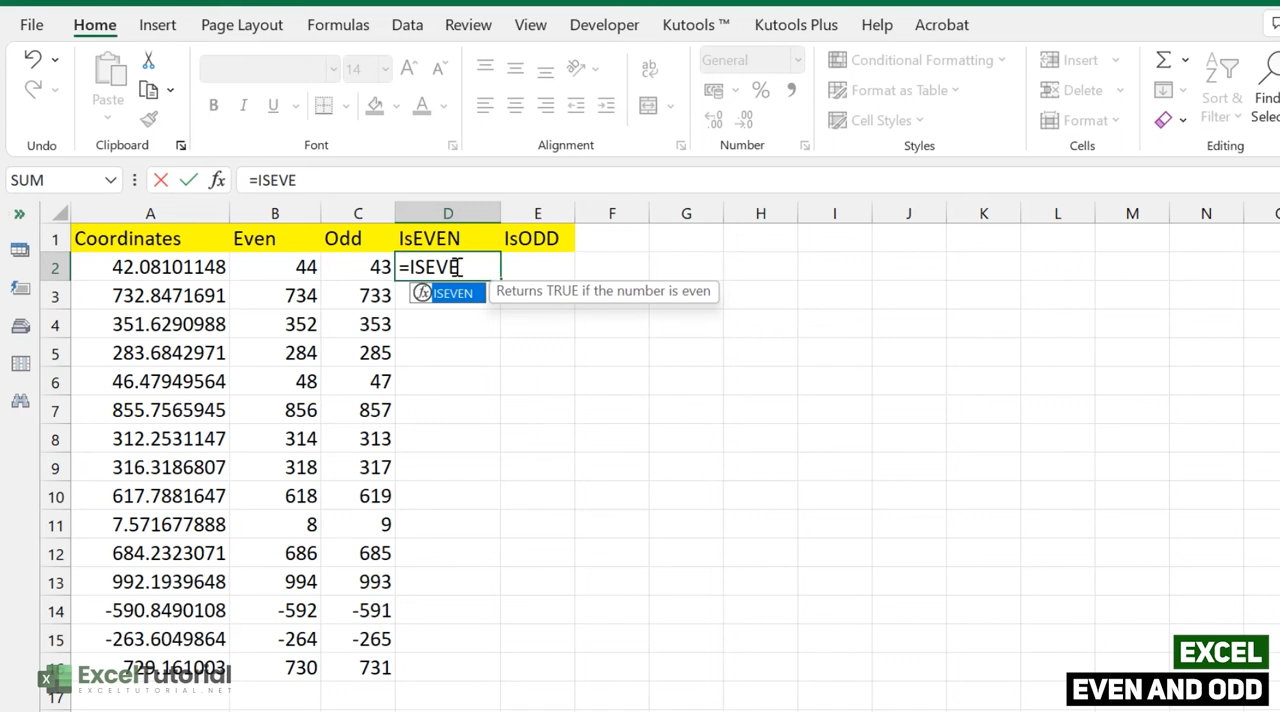 File Home Insert Page Layout Formulas Data Review View Developer Kutools ™ Kutools Plus Help Acrobat
Paste
14
General
Conditional Formatting
Format as Table
Cell Styles
Insert
Delete
Format
Sort &
Filter
Find
Selec
Undo Clipboard Font Alignment Number Styles Cells Editing
SUM =ISEVE
A B C D E F G H I J K L M N
1 Coordinates Even Odd IsEVEN IsODD
2 42.08101148 44 43 =ISEVE
ISEVEN Returns TRUE if the number is even
3 732.8471691 734 733
4 351.6290988 352 353
5 283.6842971 284 285
6 46.47949564 48 47
7 855.7565945 856 857
8 312.2531147 314 313
9 316.3186807 318 317
10 617.7881647 618 619
11 7.571677888 8 9
12 684.2323071 686 685
13 992.1939648 994 993
14 -590.8490108 -592 -591
15 -263.6049864 -264 -265
16 729.161003 730 731
17
ExcelTutorial
EXCELTUTORIAL.NET
EXCEL
EVEN AND ODD